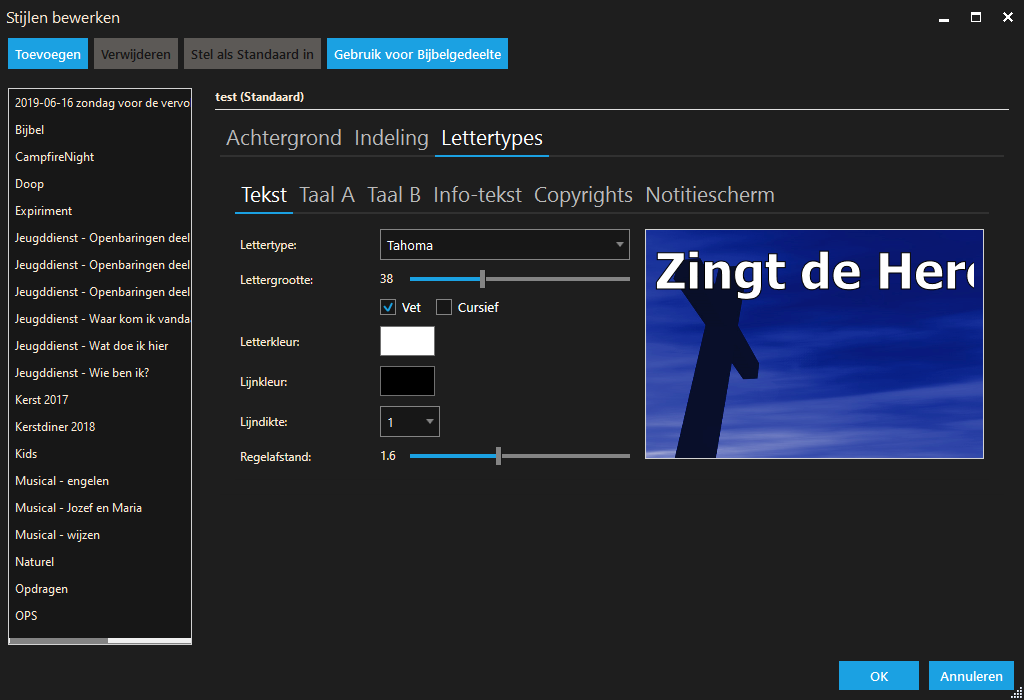 Stijlen bewerken
Toevoegen Verwijderen Stel als Standaard in Gebruik voor Bijbelgedeelte
2019-06-16 zondag voor de vervo
Bijbel
CampfireNight
Doop
Expiriment
Jeugddienst - Openbaringen deel
Jeugddienst - Openbaringen deel
Jeugddienst - Openbaringen deel
Jeugddienst - Waar kom ik vanda
Jeugddienst - Wat doe ik hier
Jeugddienst - Wie ben ik?
Kerst 2017
Kerstdiner 2018
Kids
Musical - engelen
Musical - Jozef en Maria
Musical - wijzen
Naturel
Opdragen
OPS
test (Standaard)
Achtergrond Indeling Lettertypes
Tekst Taal A Taal B Info-tekst Copyrights Notitiescherm
Lettertype: Tahoma
Lettergrootte: 38
Vet Cursief
Letterkleur:
Lijnkleur:
Lijndikte: 1
Regelafstand: 1.6
Zingt de Here
OK Annuleren